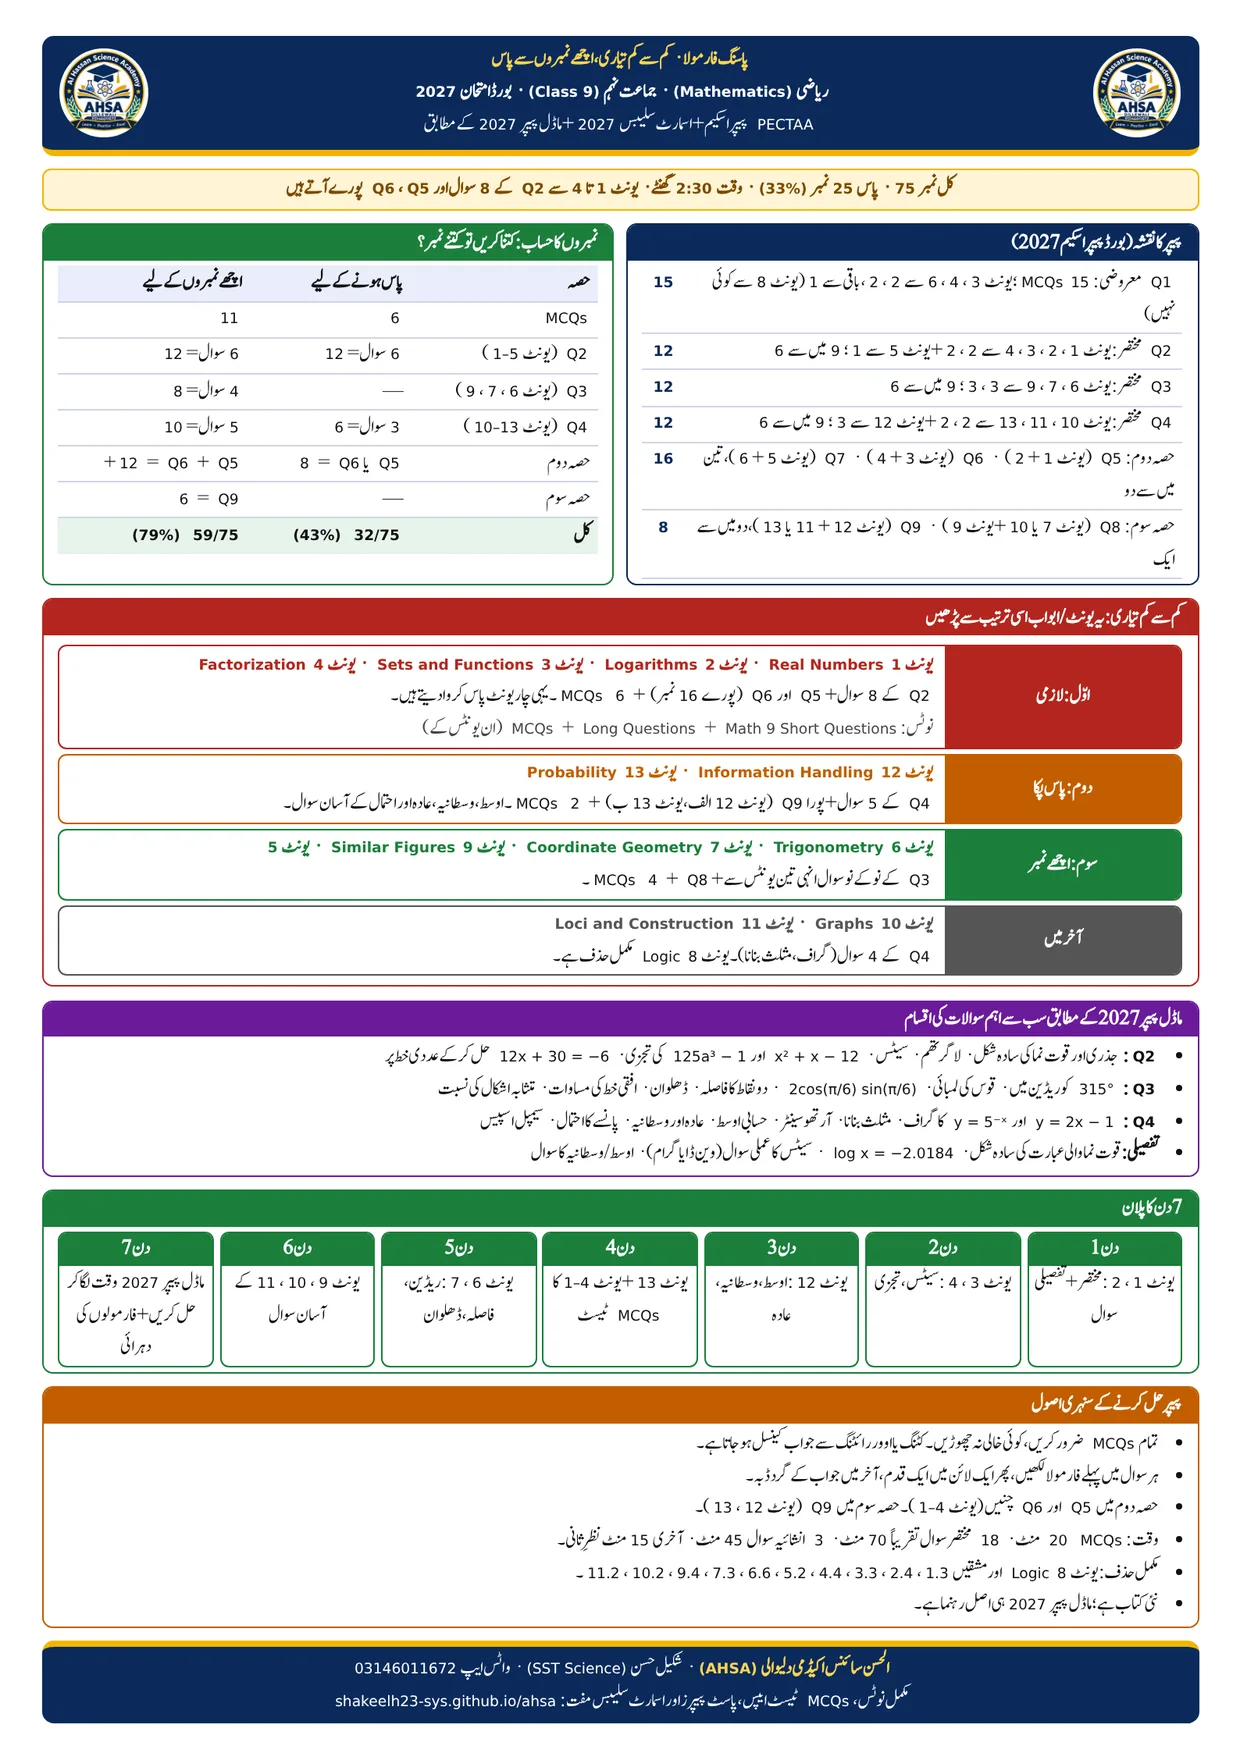 پاسنگ فارمولا · کم سے کم تیاری، اچھے نمبروں سے پاس
ریاضی (Mathematics) · جماعت نہم (Class 9) · بورڈ امتحان 2027
PECTAA پیپر اسکیم + اسمارٹ سلیبس 2027 + ماڈل پیپر 2027 کے مطابق
کل نمبر 75 · پاس 25 نمبر (33%) · وقت 2:30 گھنٹے · یونٹ 1 تا 4 سے Q2 کے 8 سوال اور Q5، Q6 پورے آتے ہیں
پیپر کا نقشہ (بورڈ پیپر اسکیم 2027)
Q1 معروضی: 15 MCQs؛ یونٹ 3، 4، 6 سے 2، 2، باقی سے 1 (یونٹ 8 سے کوئی نہیں) 15
Q2 مختصر: یونٹ 1، 2، 3، 4 سے 2، 2 + یونٹ 5 سے 1؛ 9 میں سے 6 12
Q3 مختصر: یونٹ 6، 7، 9 سے 3، 3؛ 9 میں سے 6 12
Q4 مختصر: یونٹ 10، 11، 13 سے 2، 2 + یونٹ 12 سے 3؛ 9 میں سے 6 12
حصہ دوم: Q5 (یونٹ 1+2) · Q6 (یونٹ 3+4) · Q7 (یونٹ 5+6)، تین میں سے دو 16
حصہ سوم: Q8 (یونٹ 7 یا 10 + یونٹ 9) · Q9 (یونٹ 12 + 11 یا 13)، دو میں سے ایک 8
نمبروں کا حساب: کتنا کریں تو کتنے نمبر؟
حصہ پاس ہونے کے لیے اچھے نمبروں کے لیے
MCQs 6 11
Q2 (یونٹ 1–5) 6 سوال = 12 6 سوال = 12
Q3 (یونٹ 6، 7، 9) — 4 سوال = 8
Q4 (یونٹ 10–13) 3 سوال = 6 5 سوال = 10
حصہ دوم Q5 یا Q6 = 8 Q5 + Q6 = 12+
حصہ سوم — Q9 = 6
کل 32/75 (43%) 59/75 (79%)
کم سے کم تیاری: یہ یونٹ/ابواب اسی ترتیب سے پڑھیں
اوّل: لازمی
یونٹ 1 Real Numbers · یونٹ 2 Logarithms · یونٹ 3 Sets and Functions · یونٹ 4 Factorization
Q2 کے 8 سوال + Q5 اور Q6 (پورے 16 نمبر) + 6 MCQs۔ یہی چار یونٹ پاس کروا دیتے ہیں۔
نوٹس: Math 9 Short Questions + Long Questions + MCQs (ان یونٹس کے)
دوم: پاس پکا
یونٹ 12 Information Handling · یونٹ 13 Probability
Q4 کے 5 سوال + پورا Q9 (یونٹ 12 الف، یونٹ 13 ب) + 2 MCQs۔ اوسط، وسطانیہ، عادہ اور احتمال کے آسان سوال۔
سوم: اچھے نمبر
یونٹ 6 Trigonometry · یونٹ 7 Coordinate Geometry · یونٹ 9 Similar Figures · یونٹ 5
Q3 کے نو کے نو سوال انہی تین یونٹس سے + Q8 + 4 MCQs۔
آخر میں
یونٹ 10 Graphs · یونٹ 11 Loci and Construction
Q4 کے 4 سوال (گراف، مثلث بنانا)۔ یونٹ 8 Logic مکمل حذف ہے۔
ماڈل پیپر 2027 کے مطابق سب سے اہم سوالات کی اقسام
• Q2: جذری اور قوت نما کی سادہ شکل · لاگرتھم · سیٹس · x² + x − 12 اور 125a³ − 1 کی تجزی · 12x + 30 = −6 حل کر کے عددی خط پر
• Q3: 315° کو ریڈین میں · قوس کی لمبائی · 2cos(π/6) sin(π/6) · دو نقاط کا فاصلہ · ڈھلوان · افقی خط کی مساوات · متشابہ اشکال کی نسبت
• Q4: y = 2x − 1 اور y = 5⁻ˣ کا گراف · مثلث بنانا · آرتھو سینٹر · حسابی اوسط · عادہ اور وسطانیہ · پانسے کا احتمال · سیمپل اسپیس
• تفصیلی: قوت نما والی عبارت کی سادہ شکل · log x = −2.0184 · سیٹس کا عملی سوال (وین ڈایاگرام) · اوسط/وسطانیہ کا سوال
7 دن کا پلان
دن 1
یونٹ 1، 2: مختصر + تفصیلی
سوال
دن 2
یونٹ 3، 4: سیٹس، تجزی
دن 3
یونٹ 12: اوسط، وسطانیہ،
عادہ
دن 4
یونٹ 13 + یونٹ 1–4 کا
MCQs ٹیسٹ
دن 5
یونٹ 6، 7: ریڈین،
فاصلہ، ڈھلوان
دن 6
یونٹ 9، 10، 11 کے
آسان سوال
دن 7
ماڈل پیپر 2027 وقت لگا کر
حل کریں + فارمولوں کی
دہرائی
پیپر حل کرنے کے سنہری اصول
• تمام MCQs ضرور کریں، کوئی خالی نہ چھوڑیں۔ کٹنگ یا اوور رائٹنگ سے جواب کینسل ہو جاتا ہے۔
• ہر سوال میں پہلے فارمولا لکھیں، پھر ایک لائن میں ایک قدم، آخر میں جواب کے گرد ڈبہ۔
• حصہ دوم میں Q5 اور Q6 چنیں (یونٹ 1–4)۔ حصہ سوم میں Q9 (یونٹ 12، 13)۔
• وقت: MCQs 20 منٹ · 18 مختصر سوال تقریباً 70 منٹ · 3 انشائیہ سوال 45 منٹ · آخری 15 منٹ نظرِثانی۔
• مکمل حذف: یونٹ 8 Logic اور مشقیں 1.3، 2.4، 3.3، 4.4، 5.2، 6.6، 7.3، 9.4، 10.2، 11.2۔
• نئی کتاب ہے؛ ماڈل پیپر 2027 ہی اصل رہنما ہے۔
الحسن سائنس اکیڈمی دلیوالی (AHSA) · شکیل حسن (SST Science) · واٹس ایپ 03146011672
مکمل نوٹس، MCQs ٹیسٹ ایپس، پاسٹ پیپرز اور اسمارٹ سلیبس مفت: shakeelh23-sys.github.io/ahsa
Al Hassan Science Academy
AHSA